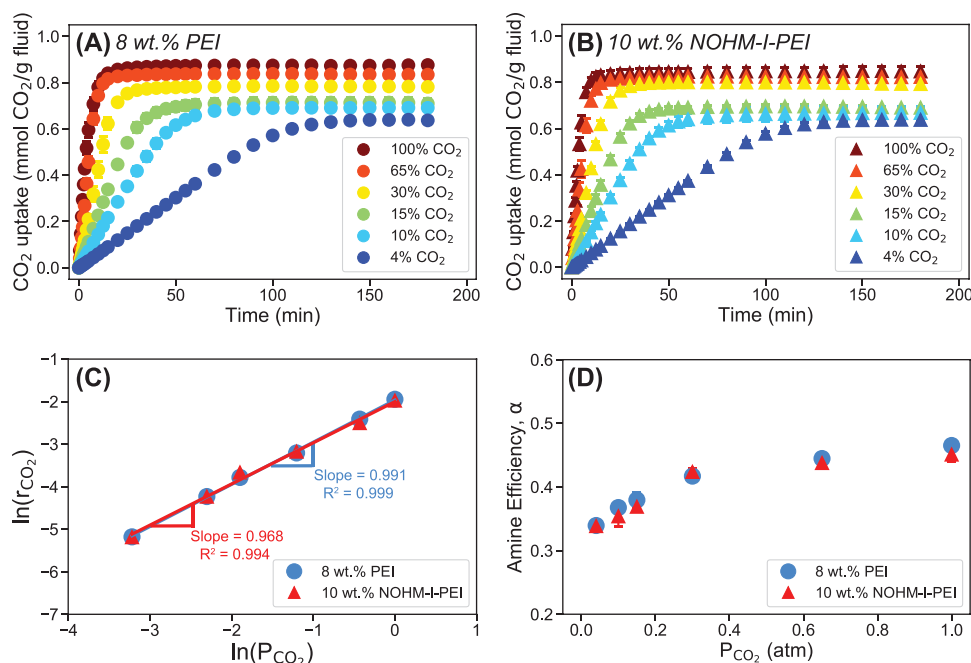 (A) 8 wt.% PEI
CO₂ uptake (mmol CO₂/g fluid)
1.0
0.8
0.6
0.4
0.2
0.0
100% CO₂
65% CO₂
30% CO₂
15% CO₂
10% CO₂
4% CO₂
0 50 100 150 200
Time (min)
(B) 10 wt.% NOHM-I-PEI
CO₂ uptake (mmol CO₂/g fluid)
1.0
0.8
0.6
0.4
0.2
0.0
100% CO₂
65% CO₂
30% CO₂
15% CO₂
10% CO₂
4% CO₂
0 50 100 150 200
Time (min)
(C)
ln(r_CO₂)
−1
−2
−3
−4
−5
−6
−7
Slope = 0.991
R² = 0.999
Slope = 0.968
R² = 0.994
8 wt.% PEI
10 wt.% NOHM-I-PEI
−4 −3 −2 −1 0 1
ln(P_CO₂)
(D)
Amine Efficiency, α
0.6
0.5
0.4
0.3
0.2
8 wt.% PEI
10 wt.% NOHM-I-PEI
0.0 0.2 0.4 0.6 0.8 1.0
P_CO₂ (atm)